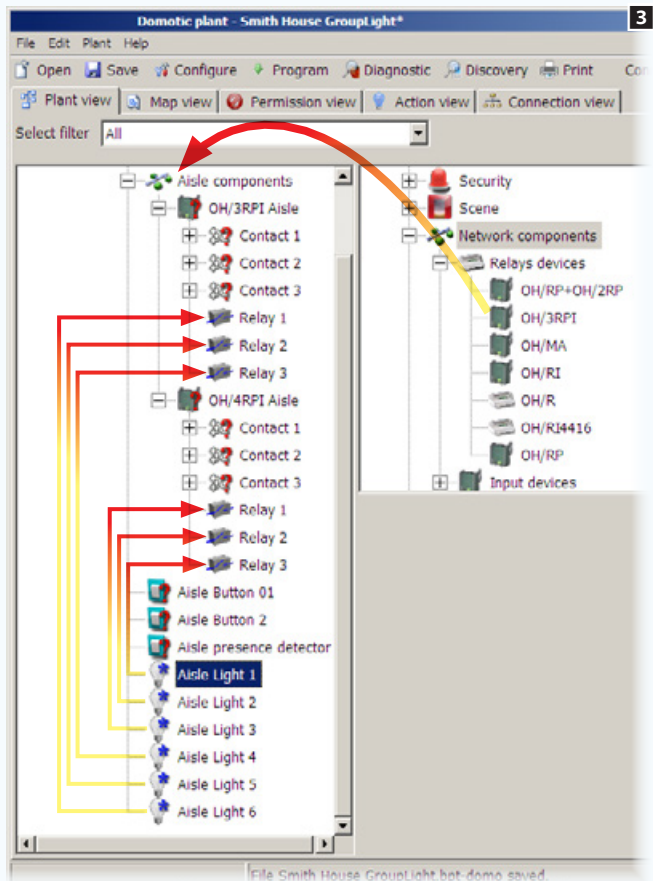 Domotic plant - Smith House GroupLight*
3
File Edit Plant Help
Open Save Configure Program Diagnostic Discovery Print
Plant view Map view Permission view Action view Connection view
Select filter All
Aisle components
OH/3RPI Aisle
Contact 1
Contact 2
Contact 3
Relay 1
Relay 2
Relay 3
OH/4RPI Aisle
Contact 1
Contact 2
Contact 3
Relay 1
Relay 2
Relay 3
Aisle Button 01
Aisle Button 2
Aisle presence detector
Aisle Light 1
Aisle Light 2
Aisle Light 3
Aisle Light 4
Aisle Light 5
Aisle Light 6
Security
Scene
Network components
Relays devices
OH/RP+OH/2RP
OH/3RPI
OH/MA
OH/RI
OH/R
OH/RI4416
OH/RP
Input devices
File Smith House GroupLight.bpt-domo saved.